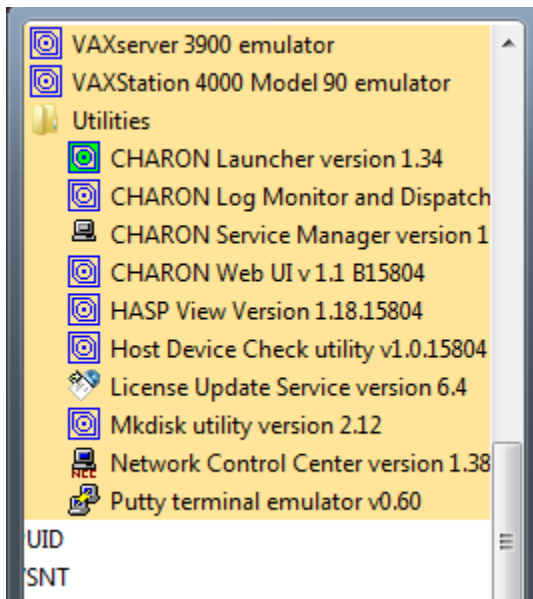 VAXserver 3900 emulator
VAXStation 4000 Model 90 emulator
Utilities
CHARON Launcher version 1.34
CHARON Log Monitor and Dispatch
CHARON Service Manager version 1
CHARON Web UI v 1.1 B15804
HASP View Version 1.18.15804
Host Device Check utility v1.0.15804
License Update Service version 6.4
Mkdisk utility version 2.12
NCC Network Control Center version 1.38
Putty terminal emulator v0.60
UID
SNT